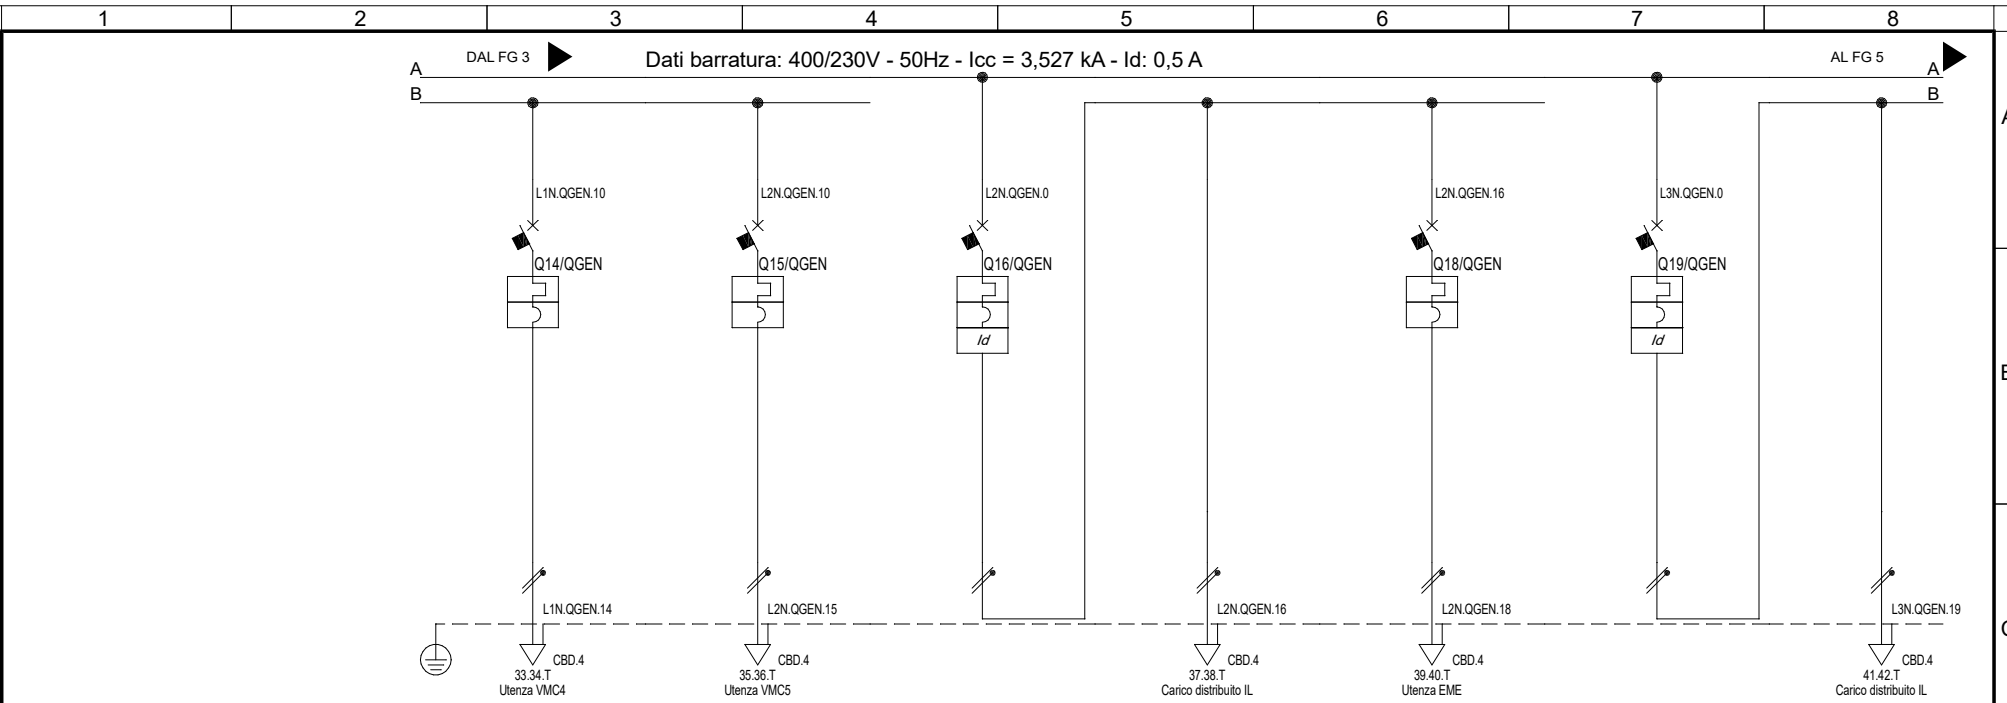 1 2 3 4 5 6 7 8
DAL FG 3 Dati barratura: 400/230V - 50Hz - Icc = 3,527 kA - Id: 0,5 A AL FG 5
A A
B B
A
L1N.QGEN.10 L2N.QGEN.10 L2N.QGEN.0 L2N.QGEN.16 L3N.QGEN.0
Q14/QGEN Q15/QGEN Q16/QGEN Q18/QGEN Q19/QGEN
Id Id
L1N.QGEN.14 L2N.QGEN.15 L2N.QGEN.16 L2N.QGEN.18 L3N.QGEN.19
CBD.4 CBD.4 CBD.4 CBD.4 CBD.4
33.34.T 35.36.T 37.38.T 39.40.T 41.42.T
Utenza VMC4 Utenza VMC5 Carico distribuito IL Utenza EME Carico distribuito IL